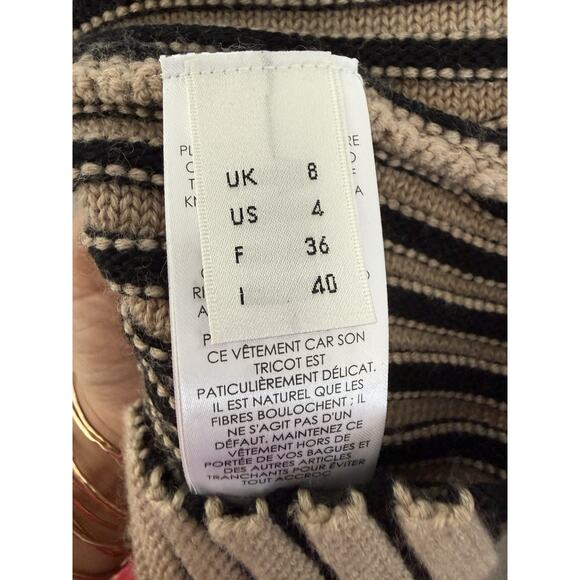 UK 8
US 4
F 36
I 40
CE VÊTEMENT CAR SON
TRICOT EST
PATICULIÈREMENT DÉLICAT.
IL EST NATUREL QUE LES
FIBRES BOULOCHENT ; IL
NE S'AGIT PAS D'UN
DÉFAUT. MAINTENEZ CE
VÊTEMENT HORS DE
PORTÉE DE VOS BAGUES ET
DES AUTRES ARTICLES
TRANCHANTS POUR ÉVITER
TOUT ACCROC